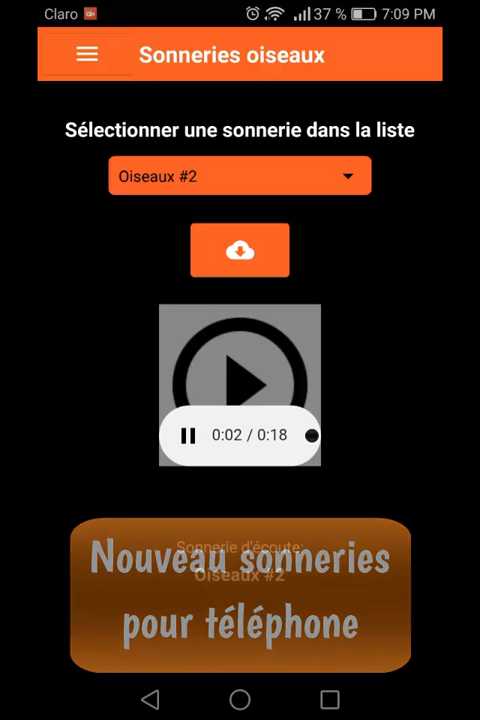 Claro 37 % 7:09 PM
Sonneries oiseaux
Sélectionner une sonnerie dans la liste
Oiseaux #2
0:02 / 0:18
Sonnerie d'écoute:
Oiseaux #2
Nouveau sonneries
pour téléphone